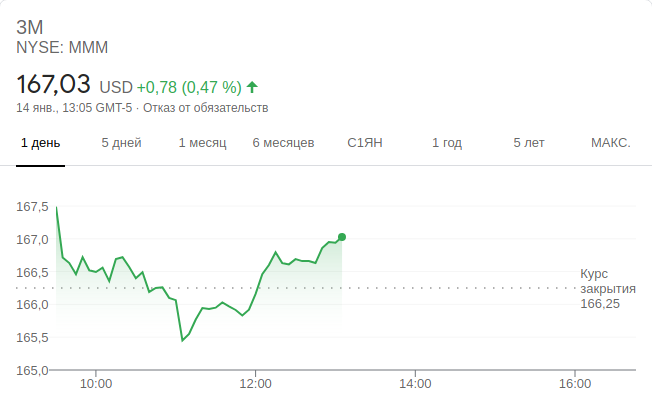 3M
NYSE: MMM
167,03 USD +0,78 (0,47 %)
14 янв., 13:05 GMT-5 · Отказ от обязательств
1 день 5 дней 1 месяц 6 месяцев С1ЯН 1 год 5 лет МАКС.
167,5
167,0
166,5
166,0
165,5
165,0
Курс
закрытия
166,25
10:00 12:00 14:00 16:00